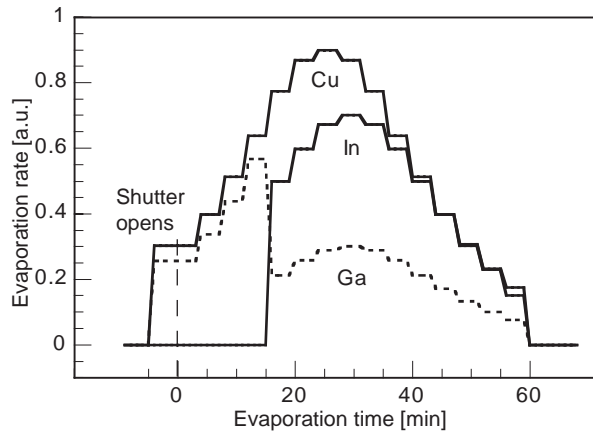 1
0.8
0.6
0.4
0.2
0
Evaporation rate [a.u.]
Cu
In
Shutter
opens
Ga
0
20
40
60
Evaporation time [min]